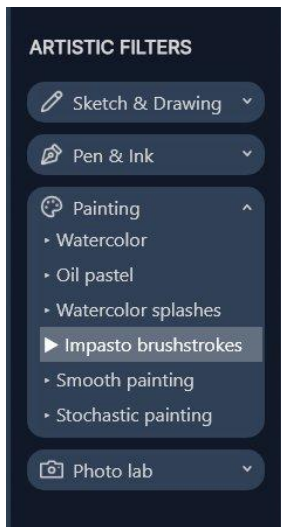 ARTISTIC FILTERS
Sketch & Drawing
Pen & Ink
Painting
Watercolor
Oil pastel
Watercolor splashes
Impasto brushstrokes
Smooth painting
Stochastic painting
Photo lab